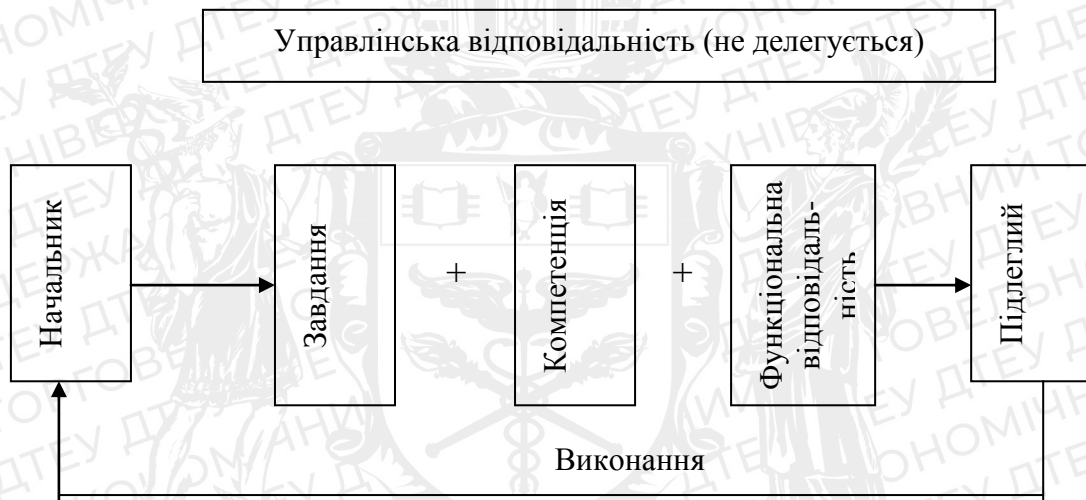 Управлінська відповідальність (не делегується)
Начальник
Завдання
+
Компетенція
+
Функціональна
відповідаль-
ність
Підлеглий
Виконання